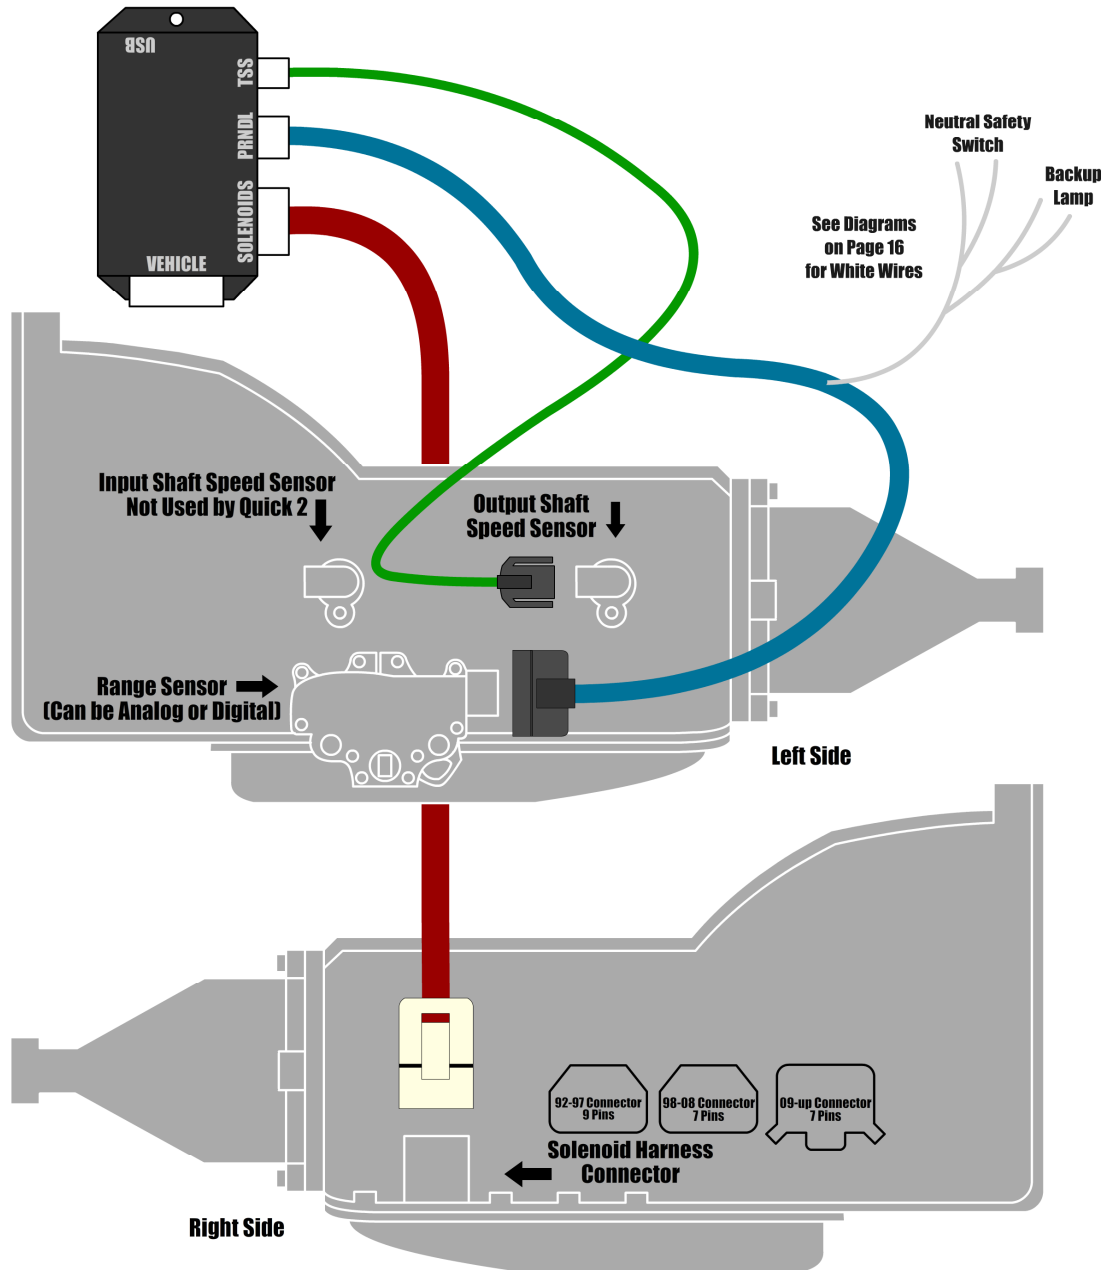 USB
TSS
PRNDL
SOLENOIDS
VEHICLE
Neutral Safety
Switch
Backup
Lamp
See Diagrams
on Page 16
for White Wires
Input Shaft Speed Sensor
Not Used by Quick 2
Output Shaft
Speed Sensor
Range Sensor
(Can be Analog or Digital)
Left Side
92-97 Connector
9 Pins
98-08 Connector
7 Pins
09-up Connector
7 Pins
Solenoid Harness
Connector
Right Side